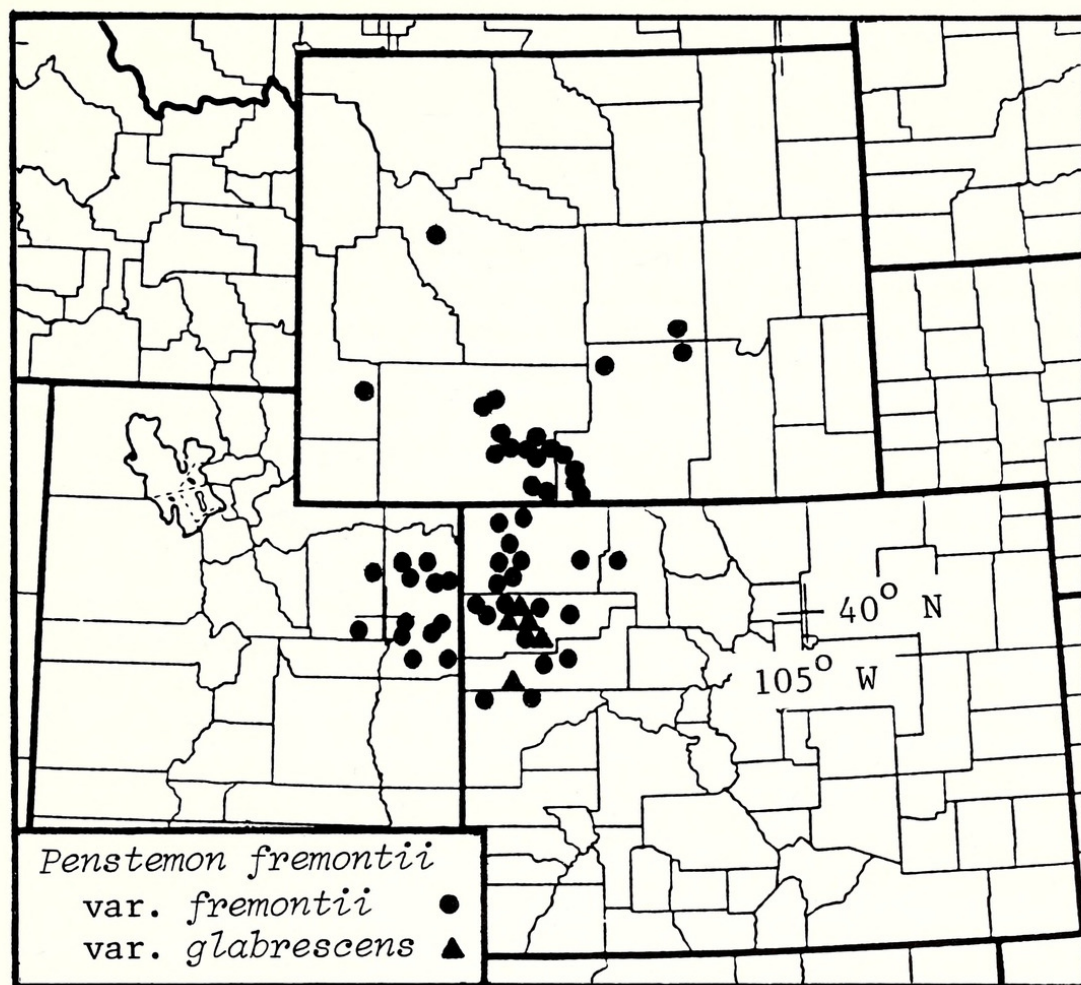 40° N
105° W
Penstemon fremontii
var. fremontii
var. glabrescens